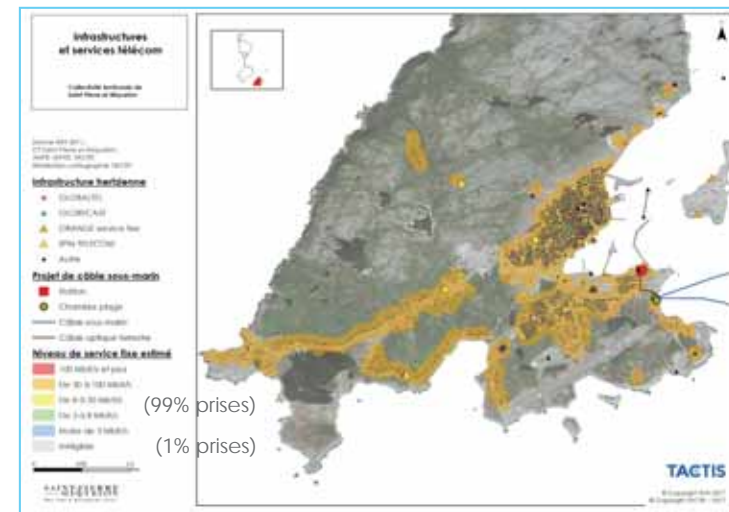 Infrastructures
et services télécom
Collectivité territoriale de
Saint Pierre et Miquelon
Infrastructure hertzienne
GLOBALTEL
GLOBECAST
ORANGE service fixe
SPM TELECOM
Autre
Projet de câble sous-marin
Station
Chambre plage
Câble sous-marin
Câble optique terrestre
Niveau de service fixe estimé
100 Mbit/s et plus
De 30 à 100 Mbit/s
De 8 à 30 Mbit/s
De 3 à 8 Mbit/s
Moins de 3 Mbit/s
Inéligible
(99% prises)
(1% prises)
SAINT-PIERRE
TACTIS